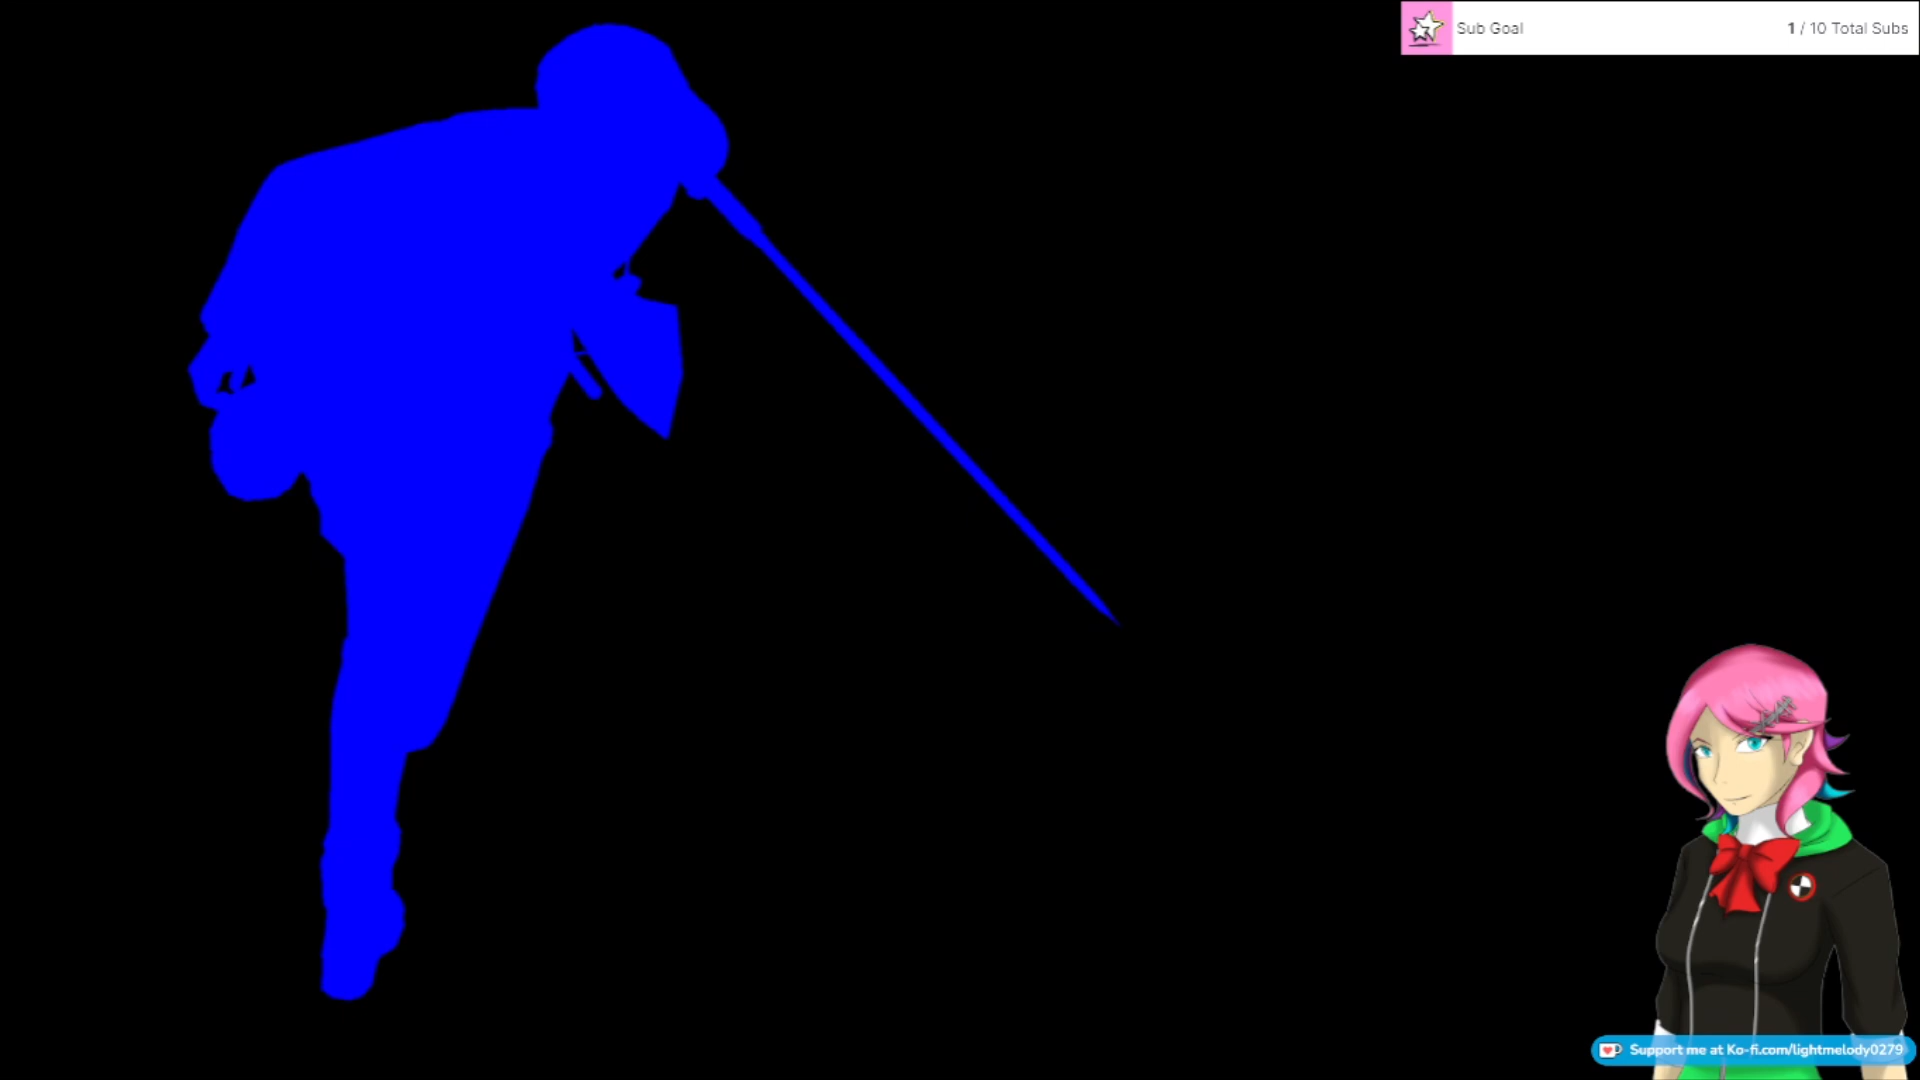 Sub Goal
1 / 10 Total Subs
Support me at Ko-fi.com/lightmelody0279